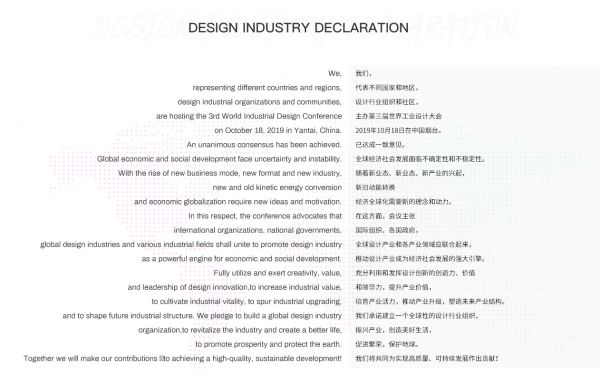 DESIGN INDUSTRY DECLARATION
We, 我们，
representing different countries and regions, 代表不同国家和地区，
design industrial organizations and communities, 设计行业组织和社区，
are hosting the 3rd World Industrial Design Conference 主办第三届世界工业设计大会
on October 18, 2019 in Yantai, China. 2019年10月18日在中国烟台。
An unanimous consensus has been achieved. 已达成一致意见。
Global economic and social development face uncertainty and instability. 全球经济社会发展面临不确定性和不稳定性。
With the rise of new business mode, new format and new industry, 随着新业态、新业态、新产业的兴起，
new and old kinetic energy conversion 新旧动能转换
and economic globalization require new ideas and motivation. 经济全球化需要新的理念和动力。
In this respect, the conference advocates that 在这方面，会议主张
international organizations, national governments, 国际组织、各国政府，
global design industries and various industrial fields shall unite to promote design industry 全球设计产业和各产业领域应联合起来，
as a powerful engine for economic and social development. 推动设计产业成为经济社会发展的强大引擎。
Fully utilize and exert creativity, value, 充分利用和发挥设计创新的创造力、价值
and leadership of design innovation,to increase industrial value, 和领导力，提升产业价值，
to cultivate industrial vitality, to spur industrial upgrading, 培育产业活力，推动产业升级，塑造未来产业结构。
and to shape future industrial structure. We pledge to build a global design industry 我们承诺建立一个全球性的设计行业组织，
organization,to revitalize the industry and create a better life, 振兴产业，创造美好生活，
to promote prosperity and protect the earth. 促进繁荣，保护地球。
Together we will make our contributions to achieving a high-quality, sustainable development! 我们将共同为实现高质量、可持续发展作出贡献！